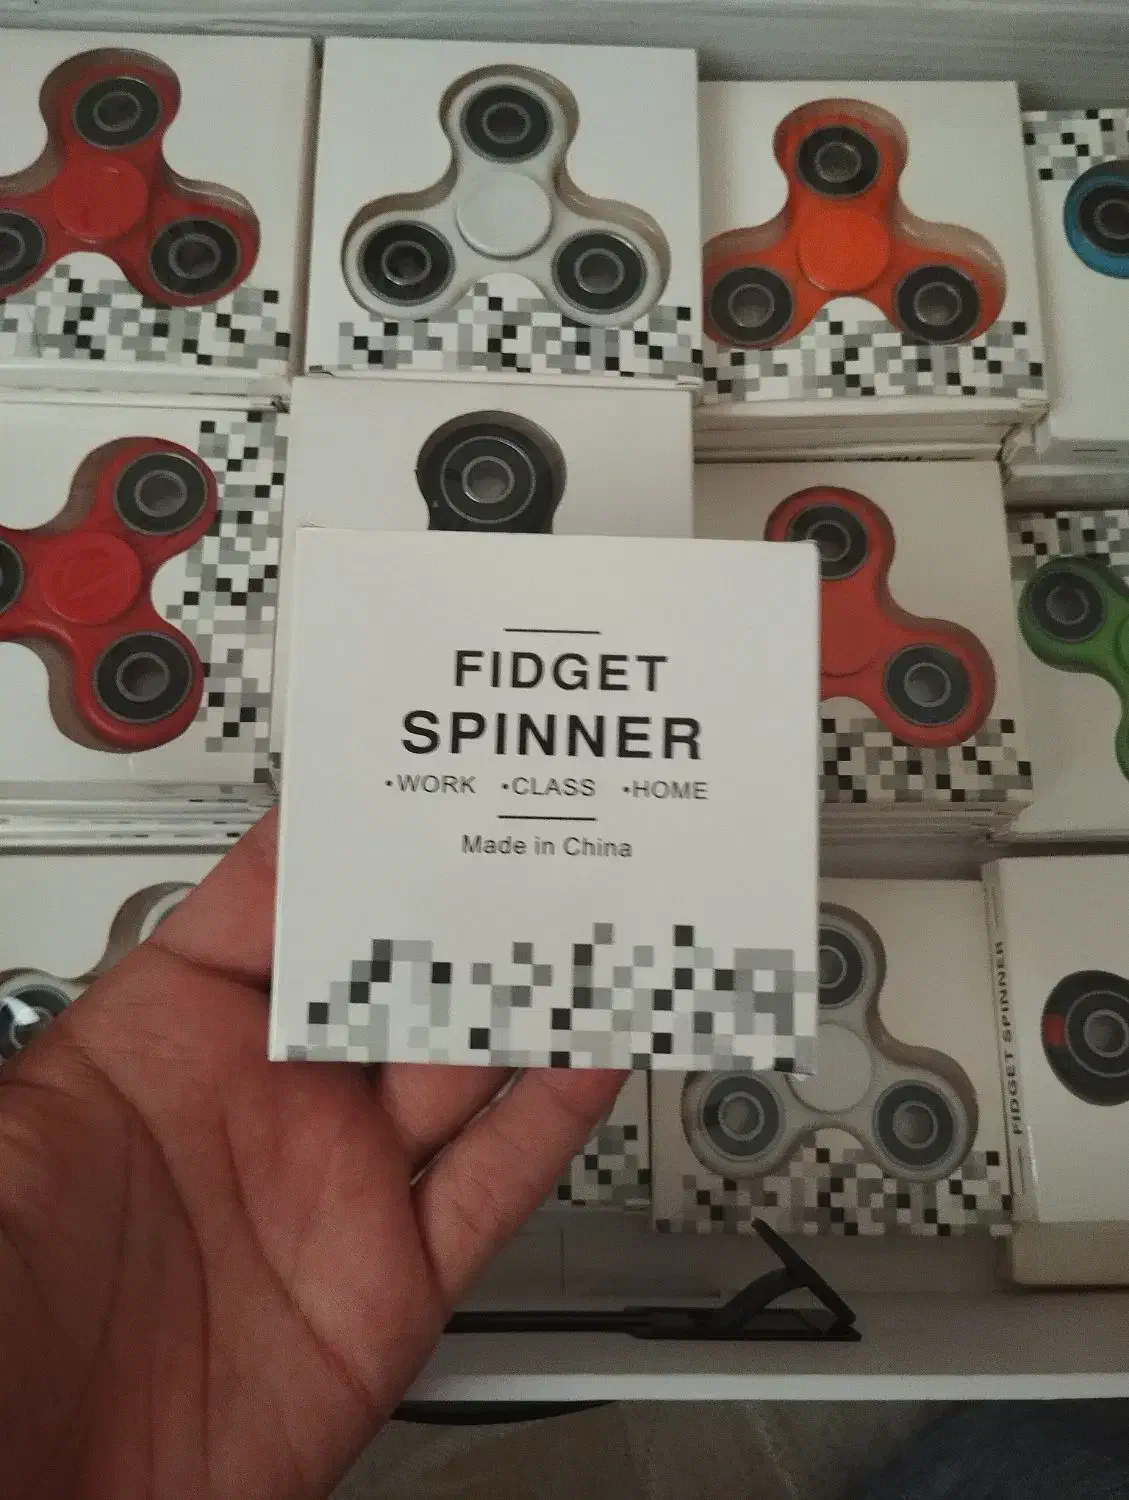 FIDGET
SPINNER
•WORK •CLASS •HOME
Made in China
FIDGET SPINNER